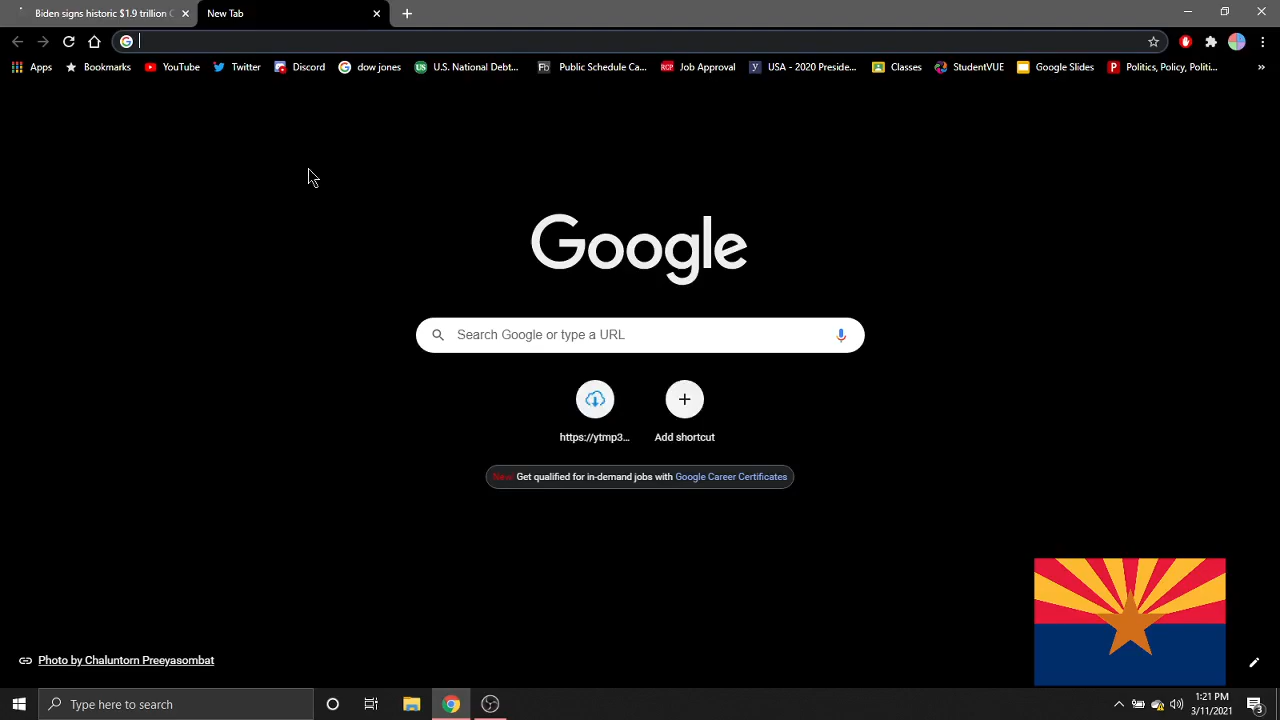 Biden signs historic $1.9 trillion C
New Tab
Apps
Bookmarks
YouTube
Twitter
Discord
dow jones
U.S. National Debt...
Public Schedule Ca...
Job Approval
USA - 2020 Preside...
Classes
StudentVUE
Google Slides
Politics, Policy, Politi...
Google
Search Google or type a URL
https://ytmp3...
Add shortcut
New! Get qualified for in-demand jobs with Google Career Certificates
Photo by Chaluntorn Preeyasombat
Type here to search
1:21 PM
3/11/2021
3